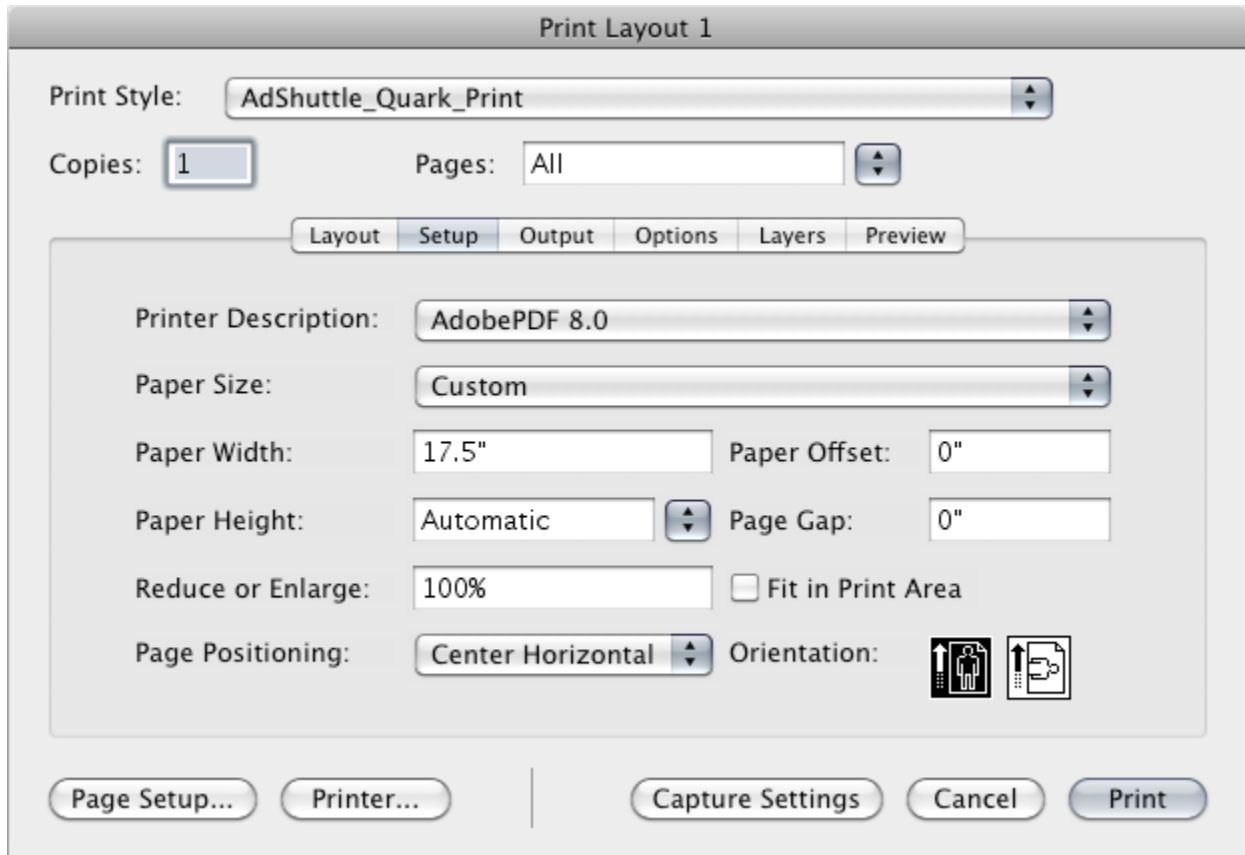 Print Layout 1
Print Style: AdShuttle_Quark_Print
Copies: 1 Pages: All
Layout Setup Output Options Layers Preview
Printer Description: AdobePDF 8.0
Paper Size: Custom
Paper Width: 17.5" Paper Offset: 0"
Paper Height: Automatic Page Gap: 0"
Reduce or Enlarge: 100% Fit in Print Area
Page Positioning: Center Horizontal Orientation:
Page Setup... Printer... Capture Settings Cancel Print